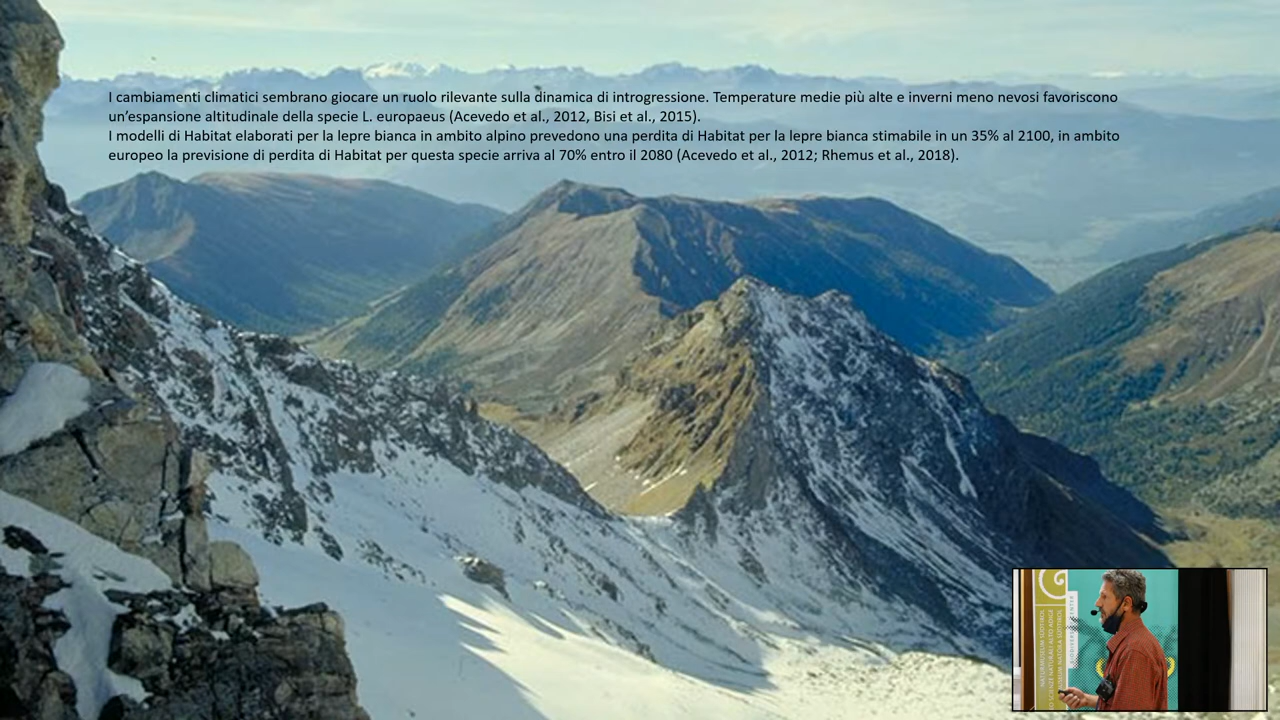 I cambiamenti climatici sembrano giocare un ruolo rilevante sulla dinamica di introgressione. Temperature medie più alte e inverni meno nevosi favoriscono
un'espansione altitudinale della specie L. europaeus (Acevedo et al., 2012, Bisi et al., 2015).
I modelli di Habitat elaborati per la lepre bianca in ambito alpino prevedono una perdita di Habitat per la lepre bianca stimabile in un 35% al 2100, in ambito
europeo la previsione di perdita di Habitat per questa specie arriva al 70% entro il 2080 (Acevedo et al., 2012; Rhemus et al., 2018).
NATURMUSEUM SÜDTIROL